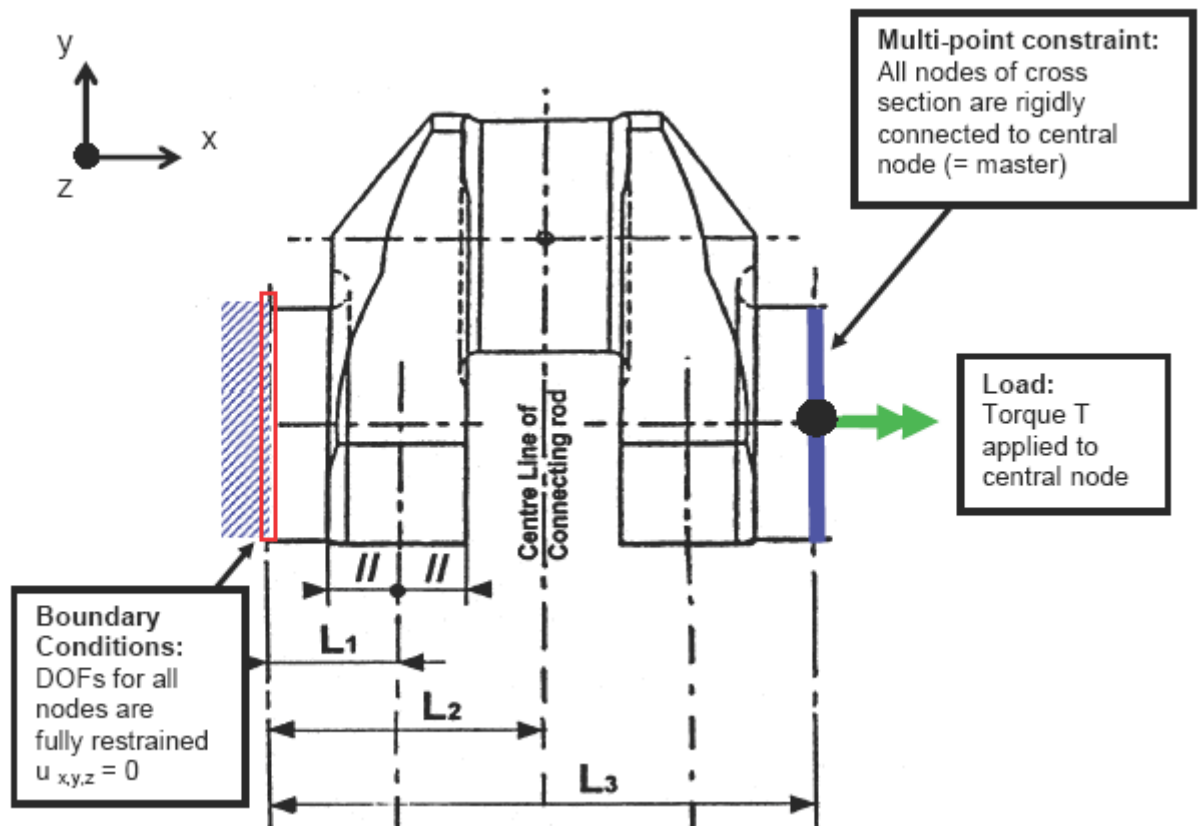 y
x
z
Multi-point constraint:
All nodes of cross
section are rigidly
connected to central
node (= master)
Load:
Torque T
applied to
central node
Centre Line of
Connecting rod
Boundary
Conditions:
DOFs for all
nodes are
fully restrained
u x,y,z = 0
// //
L1
L2
L3